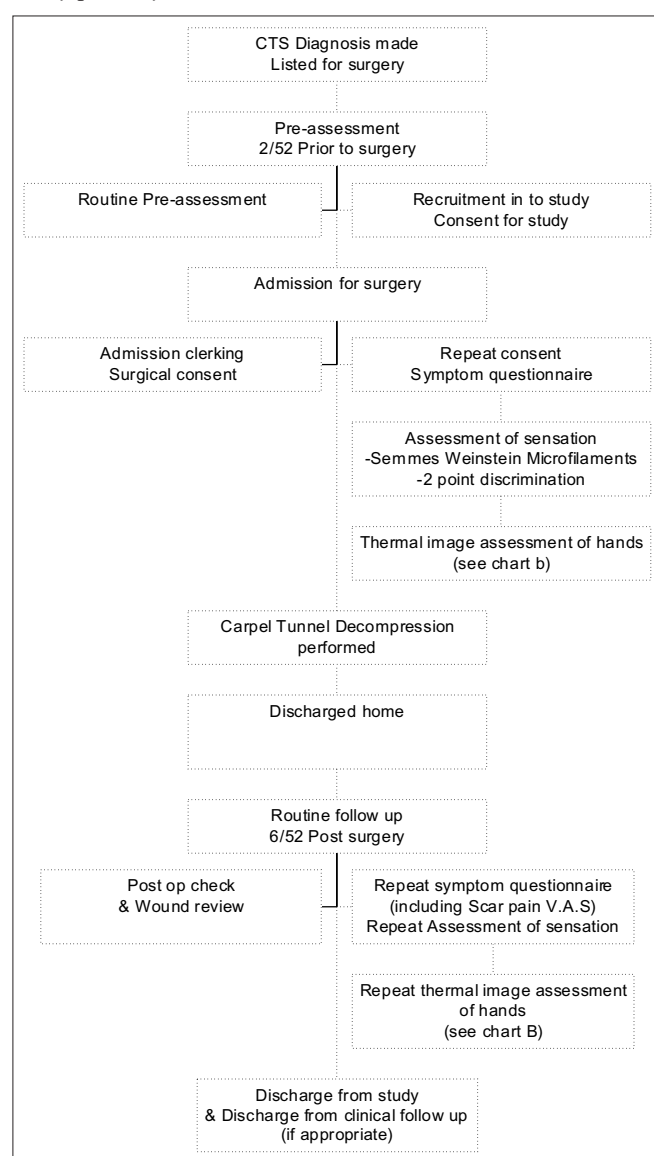 CTS Diagnosis made
Listed for surgery
Pre-assessment
2/52 Prior to surgery
Routine Pre-assessment
Recruitment in to study
Consent for study
Admission for surgery
Admission clerking
Surgical consent
Repeat consent
Symptom questionnaire
Assessment of sensation
-Semmes Weinstein Microfilaments
-2 point discrimination
Thermal image assessment of hands
(see chart b)
Carpel Tunnel Decompression
performed
Discharged home
Routine follow up
6/52 Post surgery
Post op check
& Wound review
Repeat symptom questionnaire
(including Scar pain V.A.S)
Repeat Assessment of sensation
Repeat thermal image assessment
of hands
(see chart B)
Discharge from study
& Discharge from clinical follow up
(if appropriate)